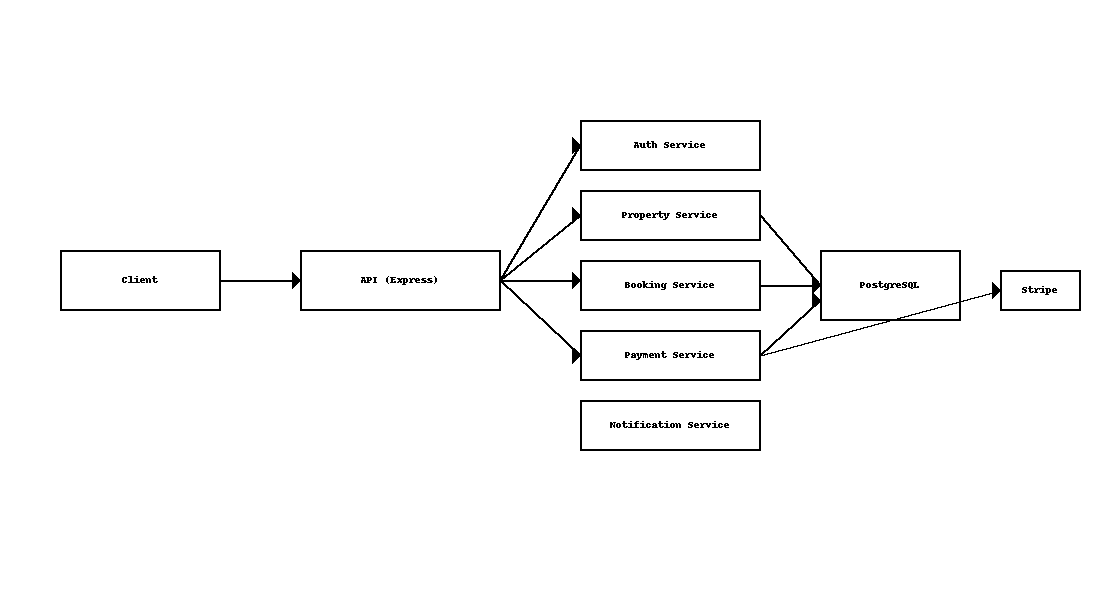 Client
API (Express)
Auth Service
Property Service
Booking Service
Payment Service
Notification Service
PostgreSQL
Stripe